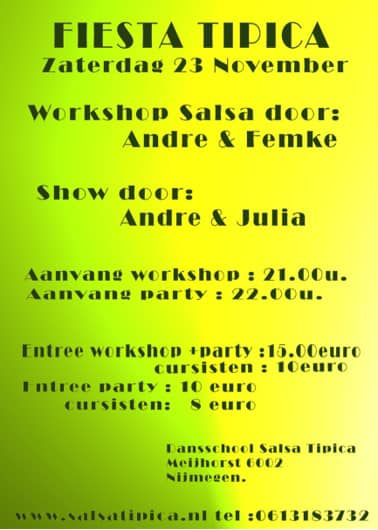 FIESTA TIPICA
Zaterdag 23 November
Workshop Salsa door:
Andre & Femke
Show door:
Andre & Julia
Aanvang workshop : 21.00u.
Aanvang party : 22.00u.
Entree workshop +party :15.00euro
cursisten : 10euro
Entree party : 10 euro
cursisten: 8 euro
Dansschool Salsa Tipica
Meijhorst 6002
Nijmegen.
www.salsatipica.nl tel :0613183732